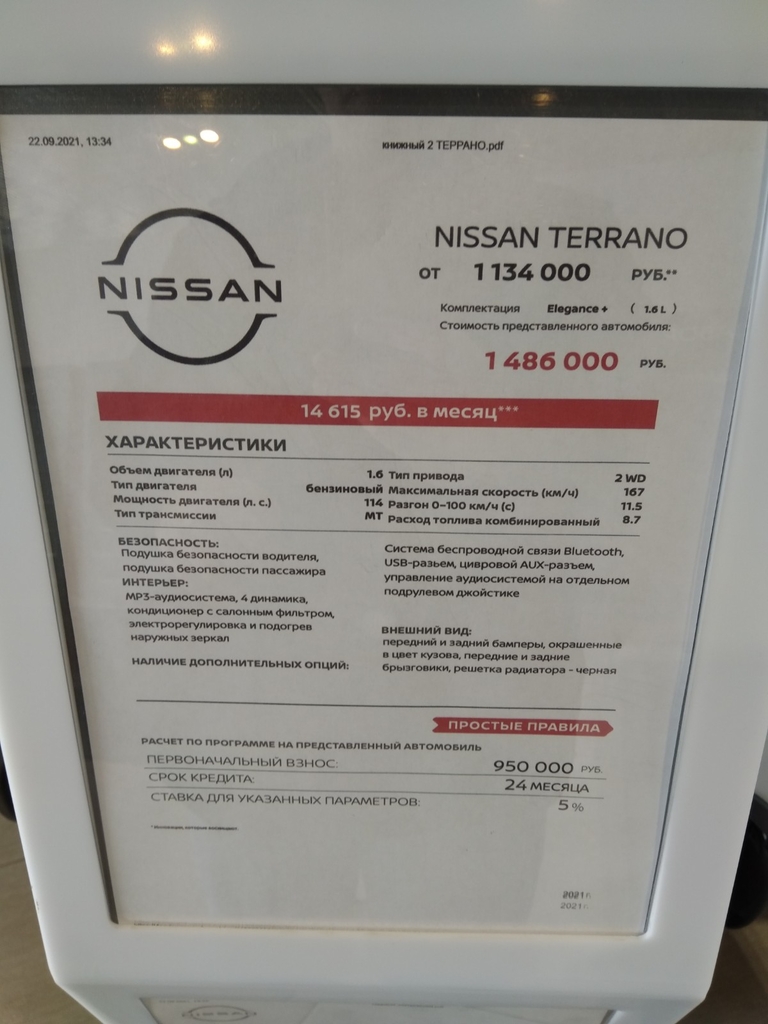 22.09.2021, 13:34
книжный 2 ТЕРРАНО.pdf
NISSAN
NISSAN TERRANO
ОТ 1 134 000 РУБ.**
Комплектация Elegance + ( 1.6 L )
Стоимость представленного автомобиля:
1 486 000 РУБ.
14 615 руб. в месяц***
ХАРАКТЕРИСТИКИ
Объем двигателя (л) 1.6
Тип двигателя бензиновый
Мощность двигателя (л. с.) 114
Тип трансмиссии МТ
Тип привода 2 WD
Максимальная скорость (км/ч) 167
Разгон 0-100 км/ч (с) 11.5
Расход топлива комбинированный 8.7
БЕЗОПАСНОСТЬ:
Подушка безопасности водителя,
подушка безопасности пассажира
ИНТЕРЬЕР:
MP3-аудиосистема, 4 динамика,
кондиционер с салонным фильтром,
электрорегулировка и подогрев
наружных зеркал
НАЛИЧИЕ ДОПОЛНИТЕЛЬНЫХ ОПЦИЙ:
Система беспроводной связи Bluetooth,
USB-разьем, цивровой AUX-разъем,
управление аудиосистемой на отдельном
подрулевом джойстике
ВНЕШНИЙ ВИД:
передний и задний бамперы, окрашенные
в цвет кузова, передние и задние
брызговики, решетка радиатора - черная
ПРОСТЫЕ ПРАВИЛА
РАСЧЕТ ПО ПРОГРАММЕ НА ПРЕДСТАВЛЕННЫЙ АВТОМОБИЛЬ
ПЕРВОНАЧАЛЬНЫЙ ВЗНОС: 950 000 РУБ.
СРОК КРЕДИТА: 24 МЕСЯЦА
СТАВКА ДЛЯ УКАЗАННЫХ ПАРАМЕТРОВ: 5 %
2021
2021